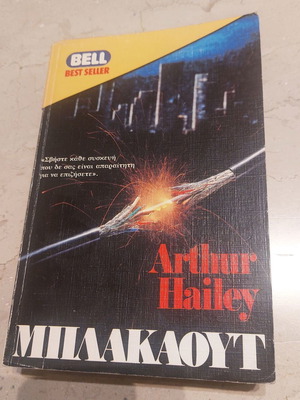 BELL
BEST SELLER
«Σβήστε κάθε συσκευή
που δε σας είναι απαραίτητη
για να επιζήσετε».
Arthur
Hailey
ΜΠΛΑΚΑΟΥΤ